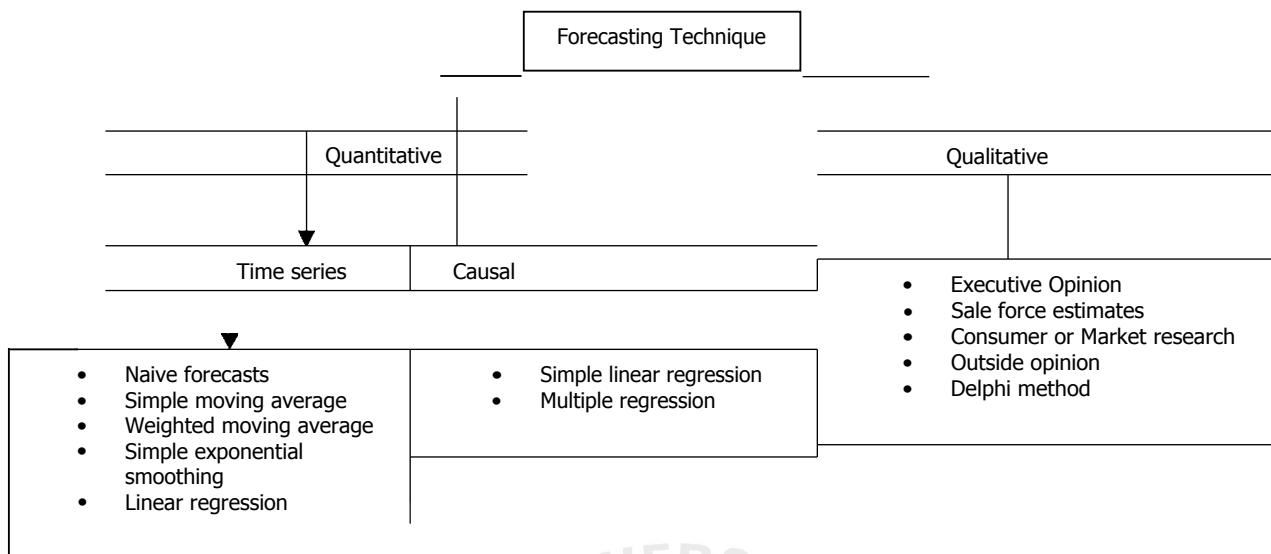 Forecasting Technique
Quantitative
Qualitative
Time series
Causal
• Executive Opinion
• Sale force estimates
• Consumer or Market research
• Outside opinion
• Delphi method
• Naive forecasts
• Simple moving average
• Weighted moving average
• Simple exponential
smoothing
• Linear regression
• Simple linear regression
• Multiple regression